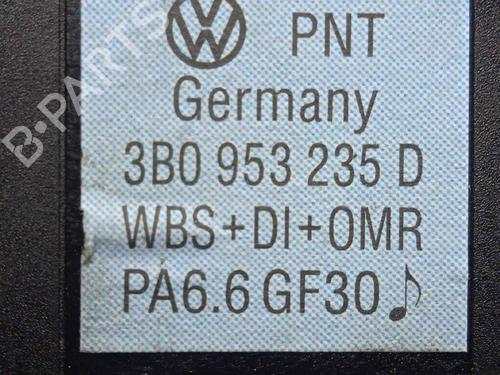 PNT
Germany
3B0 953 235 D
WBS+DI+OMR
PA6.6 GF30
B-PARTS